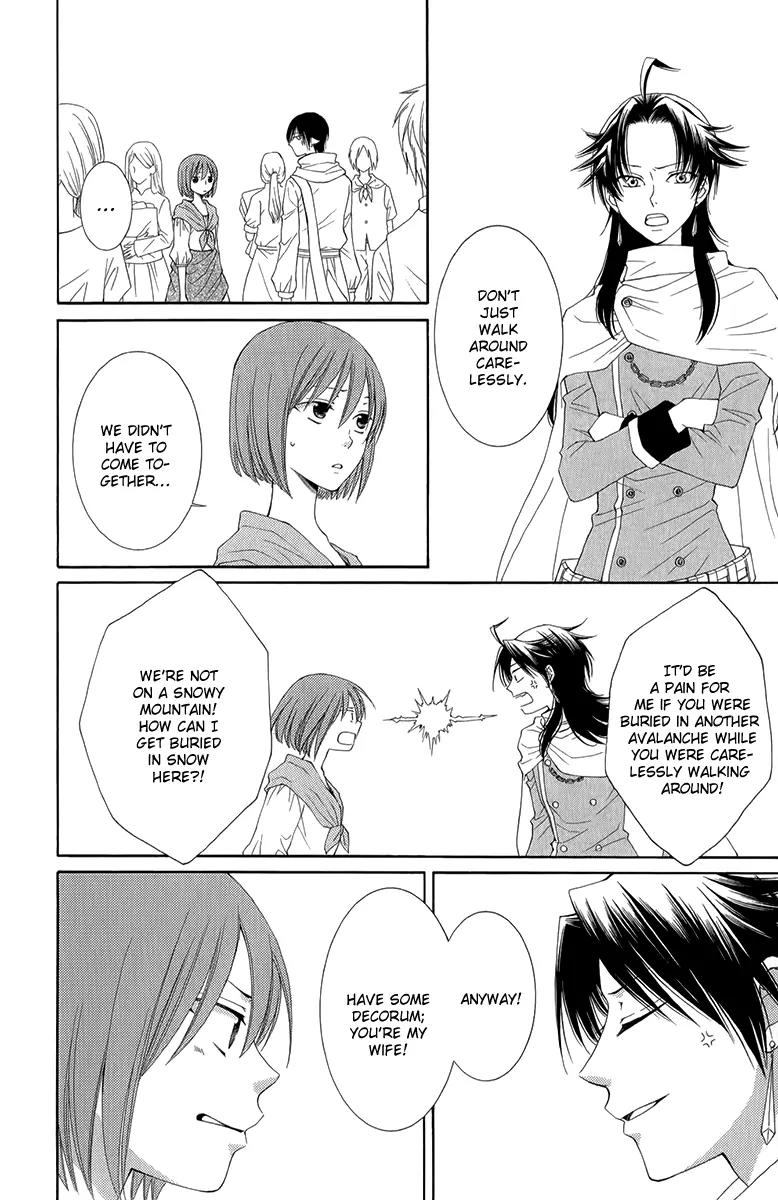 DON'T
JUST
WALK
AROUND
CARE-
LESSLY.
...
WE DIDN'T
HAVE TO
COME TO-
GETHER...
IT'D BE
A PAIN FOR
ME IF YOU WERE
BURIED IN ANOTHER
AVALANCHE WHILE
YOU WERE CARE-
LESSLY WALKING
AROUND!
WE'RE NOT
ON A SNOWY
MOUNTAIN!
HOW CAN I
GET BURIED
IN SNOW
HERE?!
ANYWAY!
HAVE SOME
DECORUM;
YOU'RE MY
WIFE!